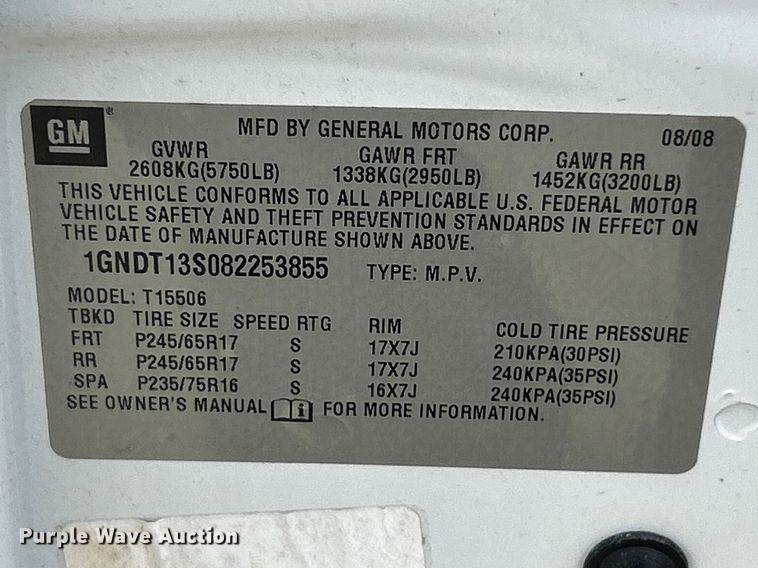 GM ®
MFD BY GENERAL MOTORS CORP. 08/08
GVWR GAWR FRT GAWR RR
2608KG(5750LB) 1338KG(2950LB) 1452KG(3200LB)
THIS VEHICLE CONFORMS TO ALL APPLICABLE U.S. FEDERAL MOTOR
VEHICLE SAFETY AND THEFT PREVENTION STANDARDS IN EFFECT ON
THE DATE OF MANUFACTURE SHOWN ABOVE.
1GNDT13S082253855 TYPE: M.P.V.
MODEL: T15506
TBKD TIRE SIZE SPEED RTG RIM COLD TIRE PRESSURE
FRT P245/65R17 S 17X7J 210KPA(30PSI)
RR P245/65R17 S 17X7J 240KPA(35PSI)
SPA P235/75R16 S 16X7J 240KPA(35PSI)
SEE OWNER'S MANUAL FOR MORE INFORMATION.
Purple Wave Auction